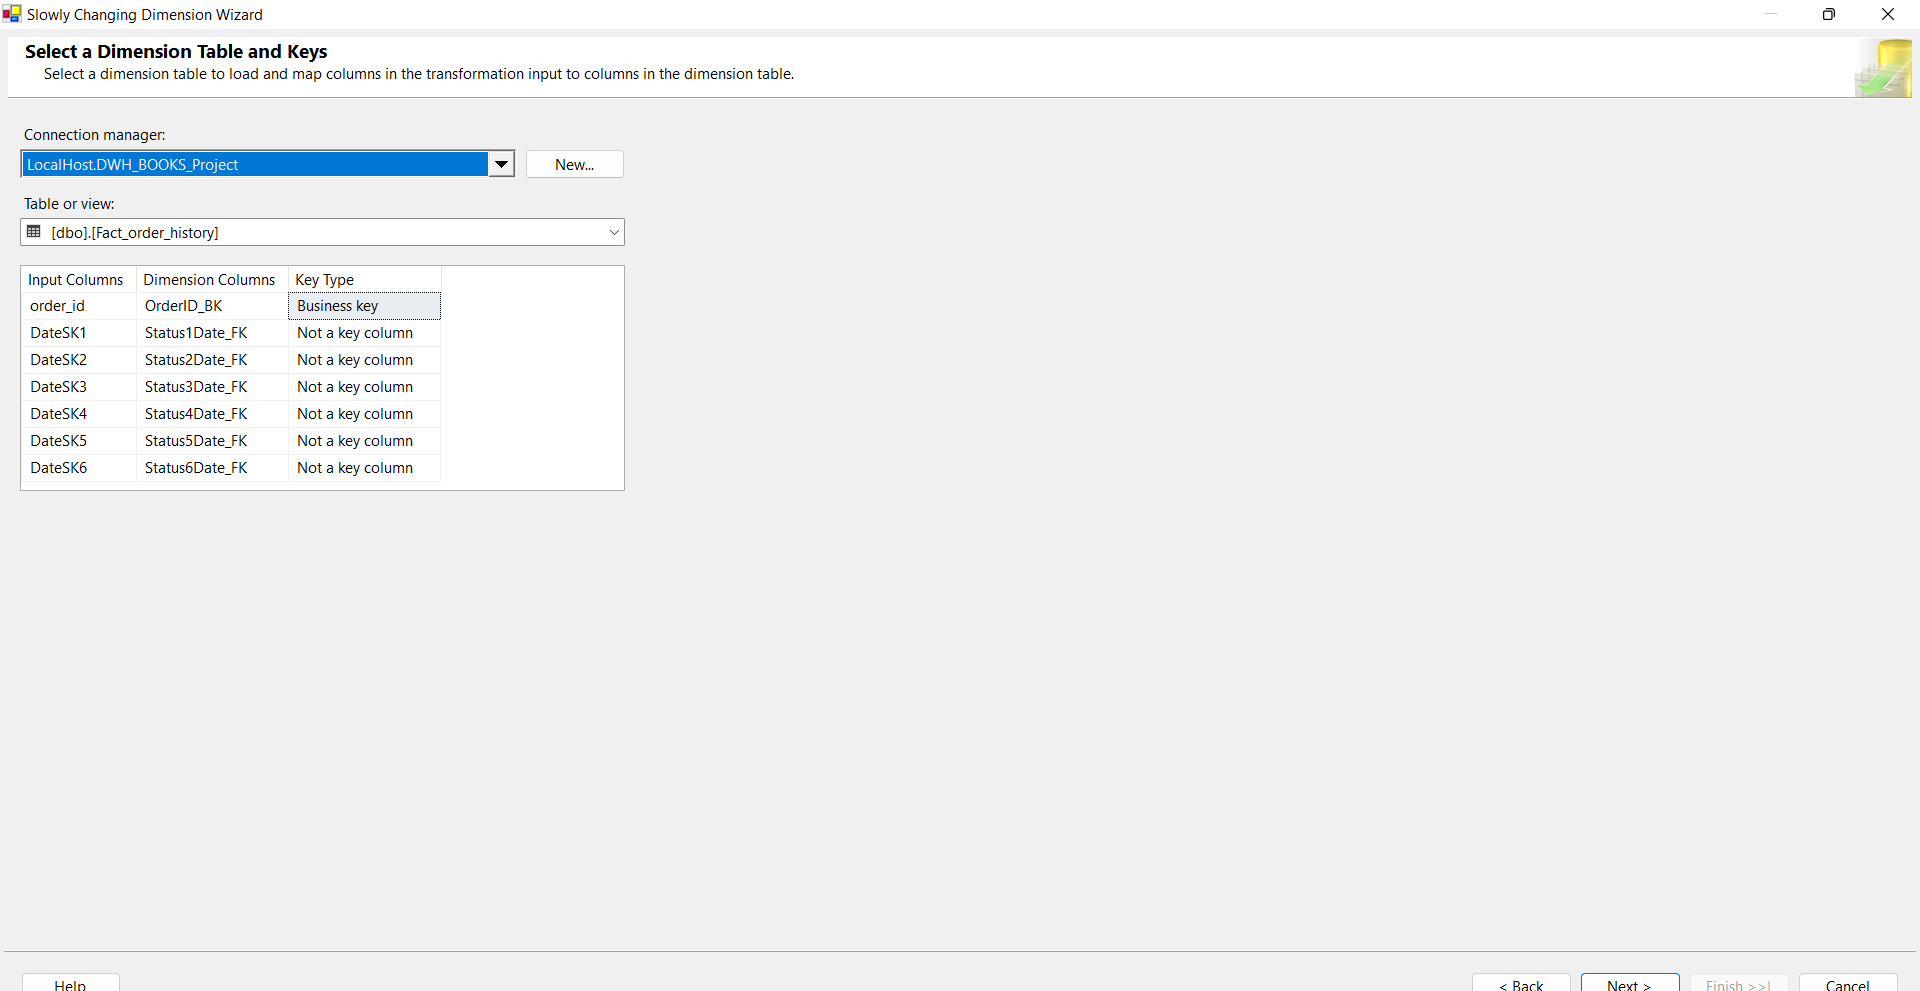 Slowly Changing Dimension Wizard
Select a Dimension Table and Keys
Select a dimension table to load and map columns in the transformation input to columns in the dimension table.
Connection manager:
LocalHost.DWH_BOOKS_Project New...
Table or view:
[dbo].[Fact_order_history]
Input Columns Dimension Columns Key Type
order_id OrderID_BK Business key
DateSK1 Status1Date_FK Not a key column
DateSK2 Status2Date_FK Not a key column
DateSK3 Status3Date_FK Not a key column
DateSK4 Status4Date_FK Not a key column
DateSK5 Status5Date_FK Not a key column
DateSK6 Status6Date_FK Not a key column
Help < Back Next > Finish >>| Cancel